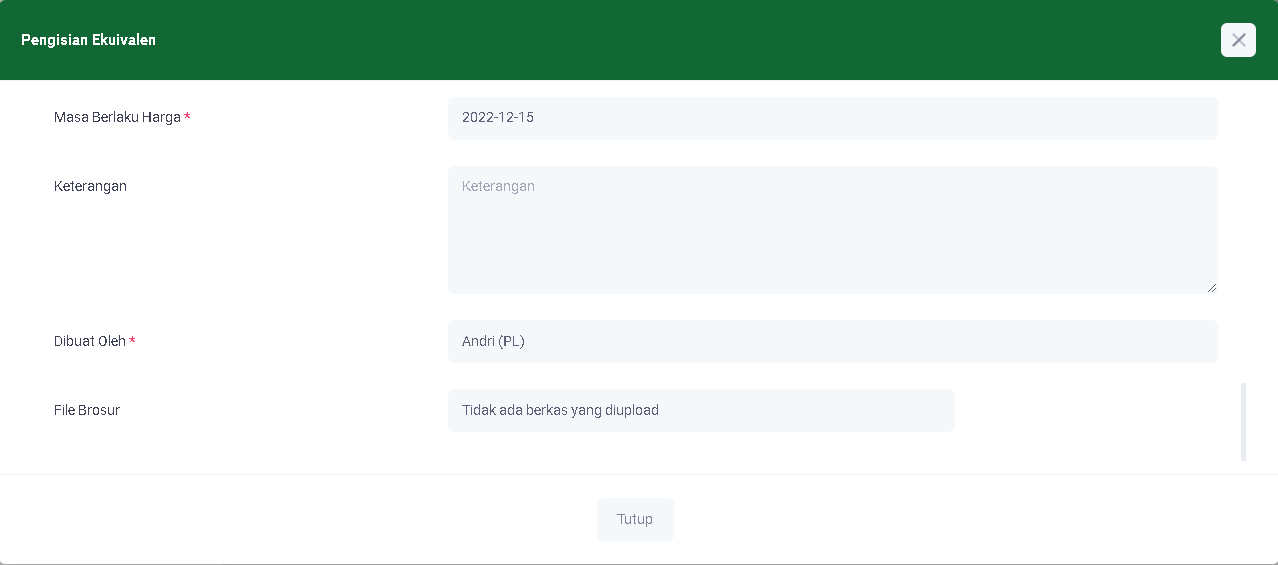 Pengisian Ekuivalen
Masa Berlaku Harga *
2022-12-15
Keterangan
Keterangan
Dibuat Oleh *
Andri (PL)
File Brosur
Tidak ada berkas yang diupload
Tutup